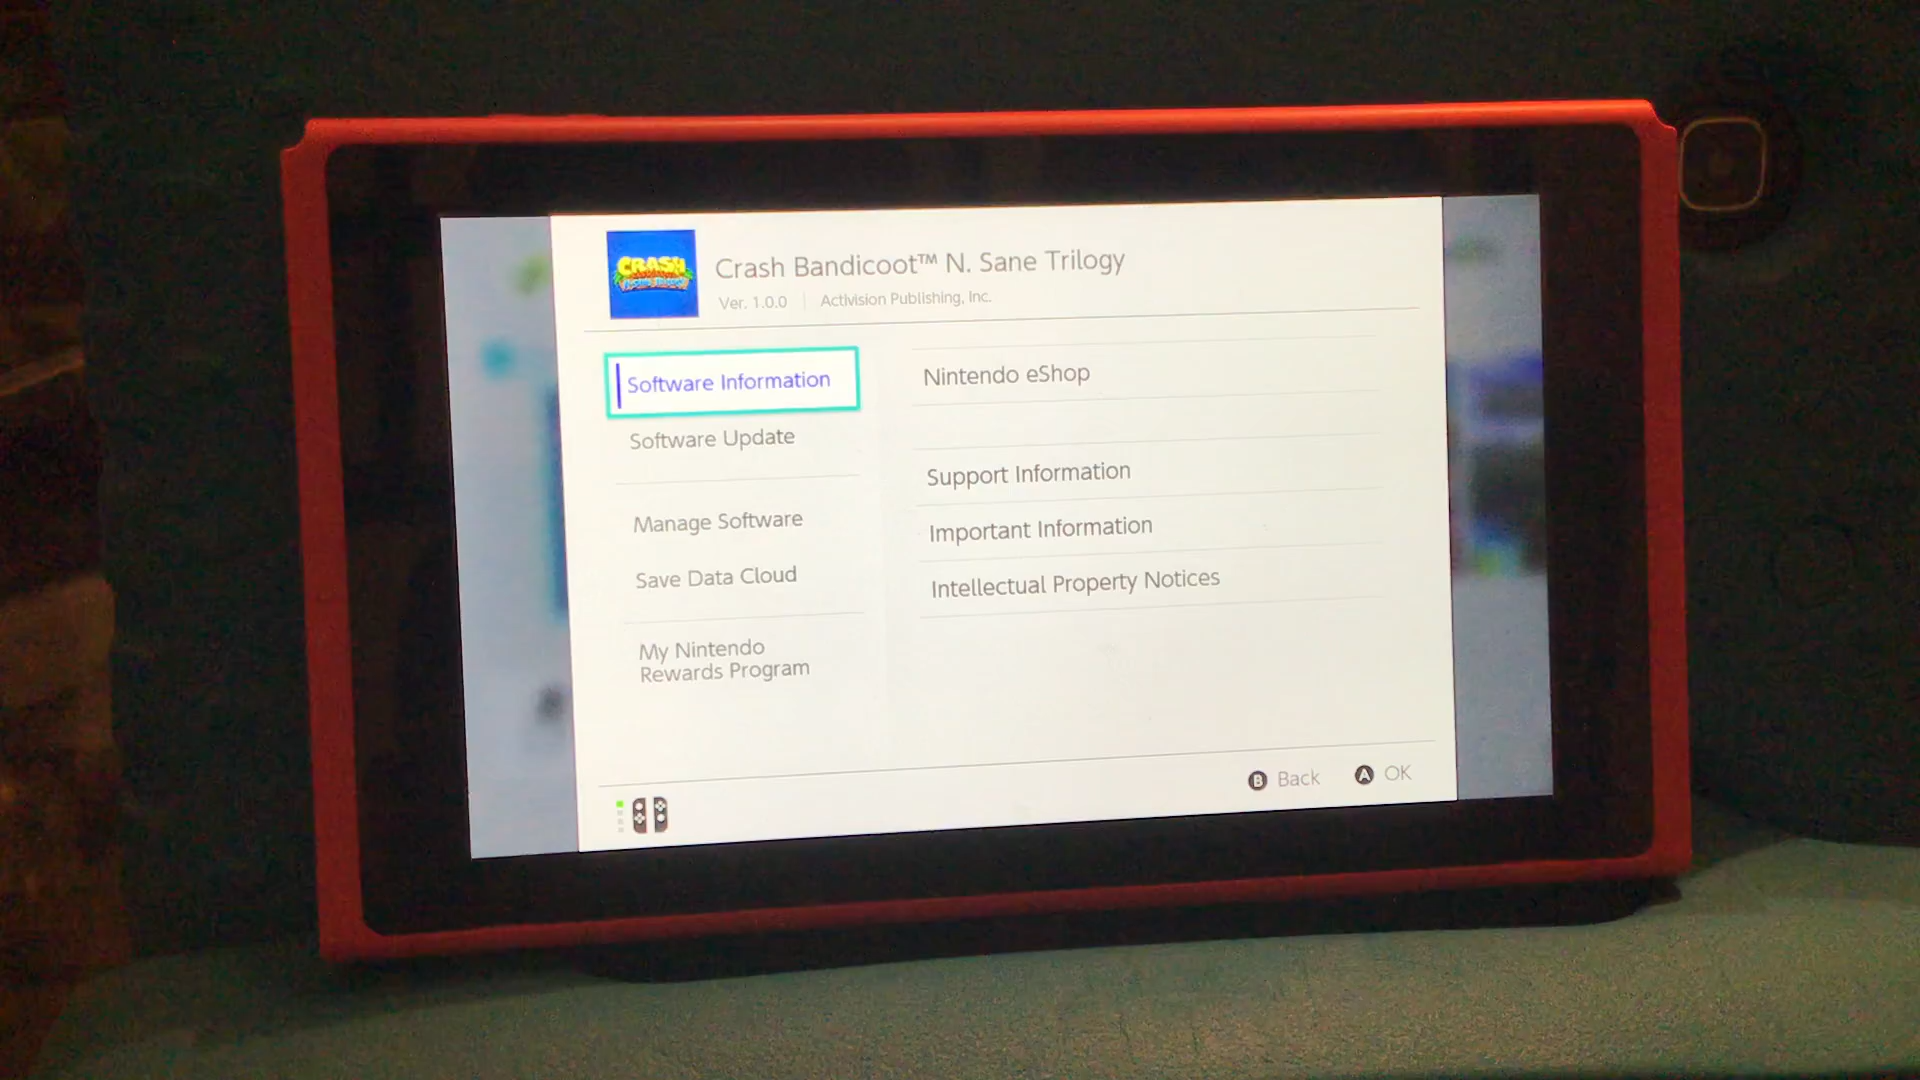 CRASH
Crash Bandicoot™ N. Sane Trilogy
Ver. 1.0.0 | Activision Publishing, Inc.
Software Information
Software Update
Manage Software
Save Data Cloud
My Nintendo
Rewards Program
Nintendo eShop
Support Information
Important Information
Intellectual Property Notices
B Back
A OK